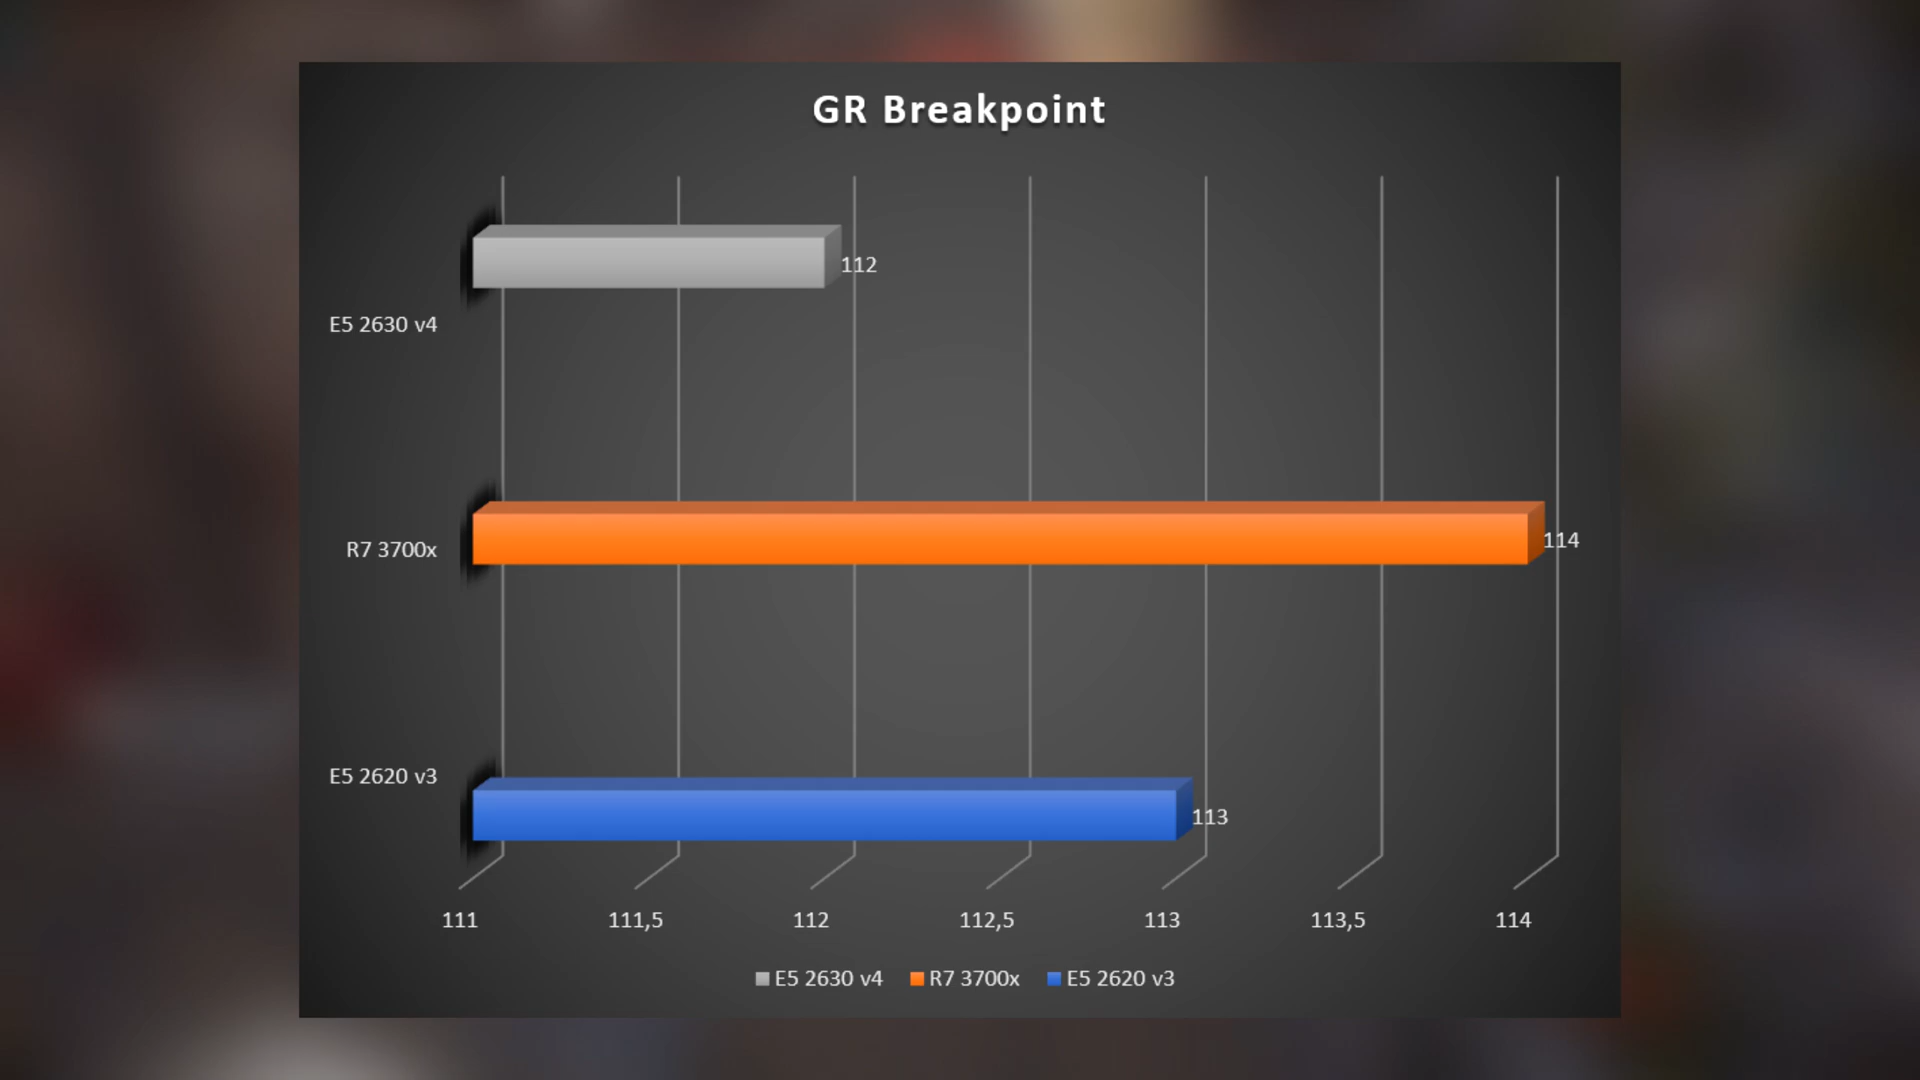 GR Breakpoint
112
E5 2630 v4
114
R7 3700x
E5 2620 v3
113
111 111,5 112 112,5 113 113,5 114
E5 2630 v4 R7 3700x E5 2620 v3